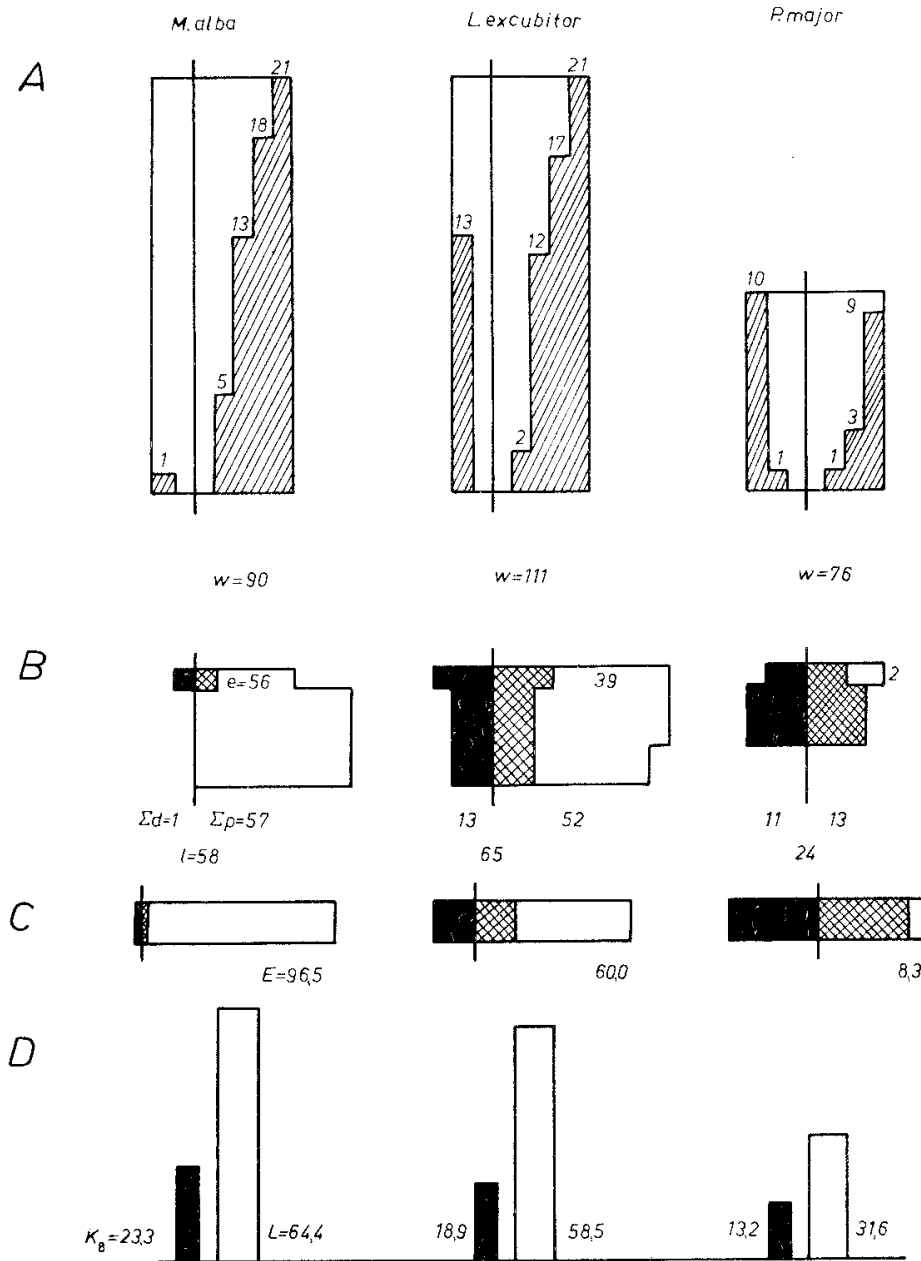 M. alba L. excubitor P. major
A
21 21
18 17
13 13 12
10 9
5 2 3
1 1 1
w=90 w=111 w=76
B
e=56 39 2
Σd=1 Σp=57 13 52 11 13
l=58 65 24
C
E=96,5 60,0 8,3
D
K8=23,3 L=64,4 18,9 58,5 13,2 31,6